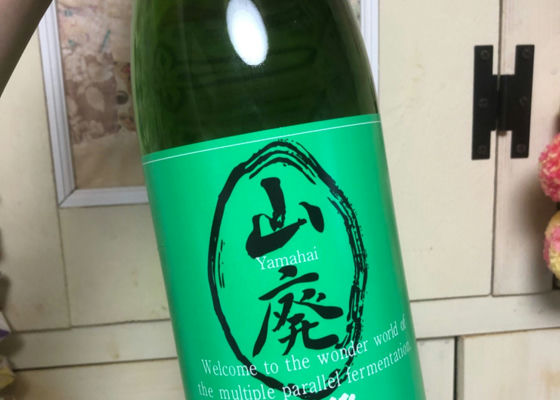 山
Yamahai
廃
Welcome to the wonder world of
the multiple parallel fermentation.